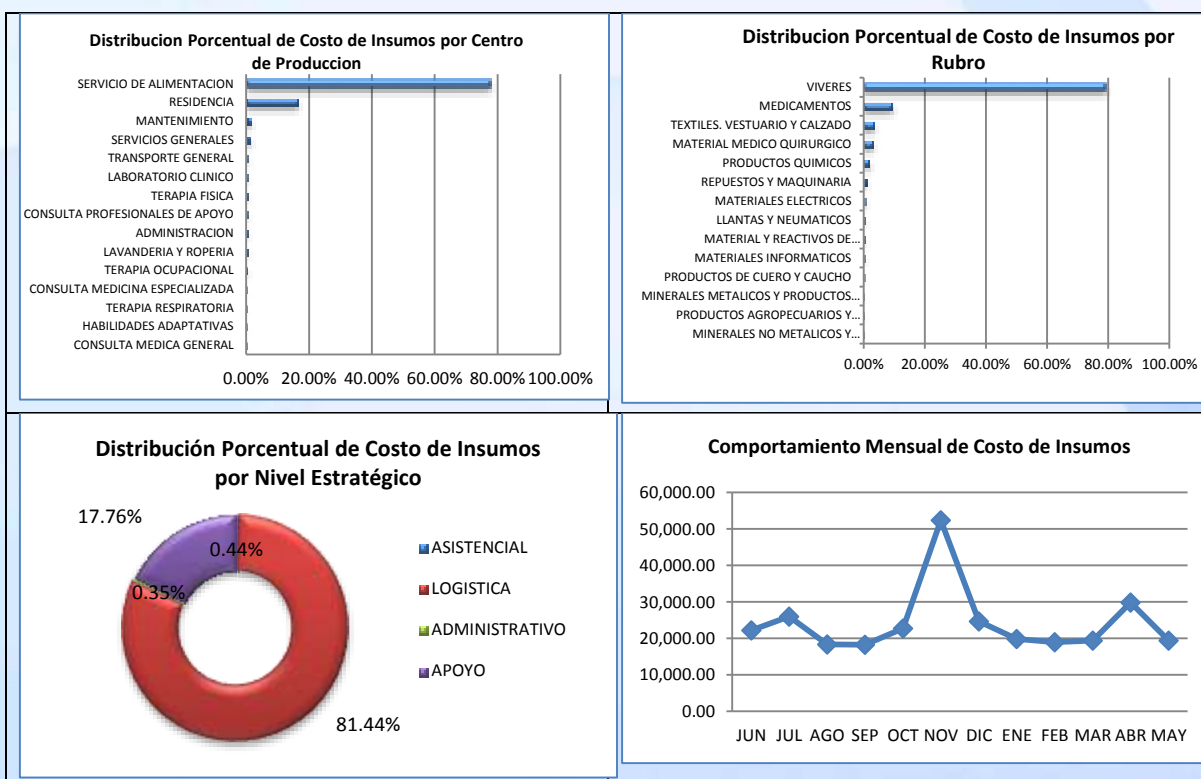 Distribucion Porcentual de Costo de Insumos por Centro
de Produccion
SERVICIO DE ALIMENTACION
RESIDENCIA
MANTENIMIENTO
SERVICIOS GENERALES
TRANSPORTE GENERAL
LABORATORIO CLINICO
TERAPIA FISICA
CONSULTA PROFESIONALES DE APOYO
ADMINISTRACION
LAVANDERIA Y ROPERIA
TERAPIA OCUPACIONAL
CONSULTA MEDICINA ESPECIALIZADA
TERAPIA RESPIRATORIA
HABILIDADES ADAPTATIVAS
CONSULTA MEDICA GENERAL
0.00% 20.00% 40.00% 60.00% 80.00% 100.00%
Distribucion Porcentual de Costo de Insumos por
Rubro
VIVERES
MEDICAMENTOS
TEXTILES. VESTUARIO Y CALZADO
MATERIAL MEDICO QUIRURGICO
PRODUCTOS QUIMICOS
REPUESTOS Y MAQUINARIA
MATERIALES ELECTRICOS
LLANTAS Y NEUMATICOS
MATERIAL Y REACTIVOS DE…
MATERIALES INFORMATICOS
PRODUCTOS DE CUERO Y CAUCHO
MINERALES METALICOS Y PRODUCTOS…
PRODUCTOS AGROPECUARIOS Y…
MINERALES NO METALICOS Y…
0.00% 20.00% 40.00% 60.00% 80.00% 100.00%
Distribución Porcentual de Costo de Insumos
por Nivel Estratégico
17.76%
0.44%
0.35%
81.44%
ASISTENCIAL
LOGISTICA
ADMINISTRATIVO
APOYO
Comportamiento Mensual de Costo de Insumos
60,000.00
50,000.00
40,000.00
30,000.00
20,000.00
10,000.00
0.00
JUN JUL AGO SEP OCT NOV DIC ENE FEB MAR ABR MAY